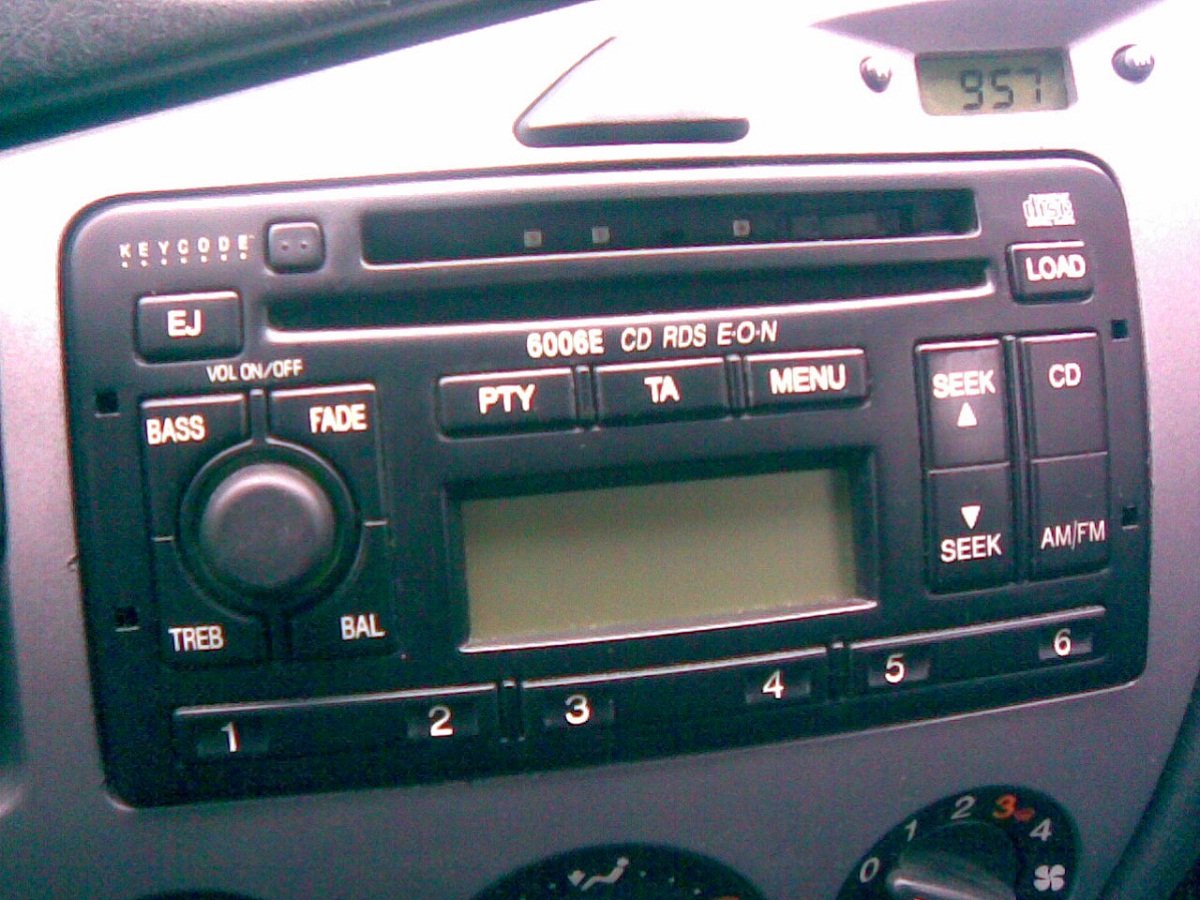 957
KEYCODE
disc
LOAD
EJ
6006E CD RDS E·O·N
VOL ON/OFF
PTY TA MENU
SEEK CD
BASS FADE
SEEK AM/FM
TREB BAL
1 2 3 4 5 6
0 1 2 3 4